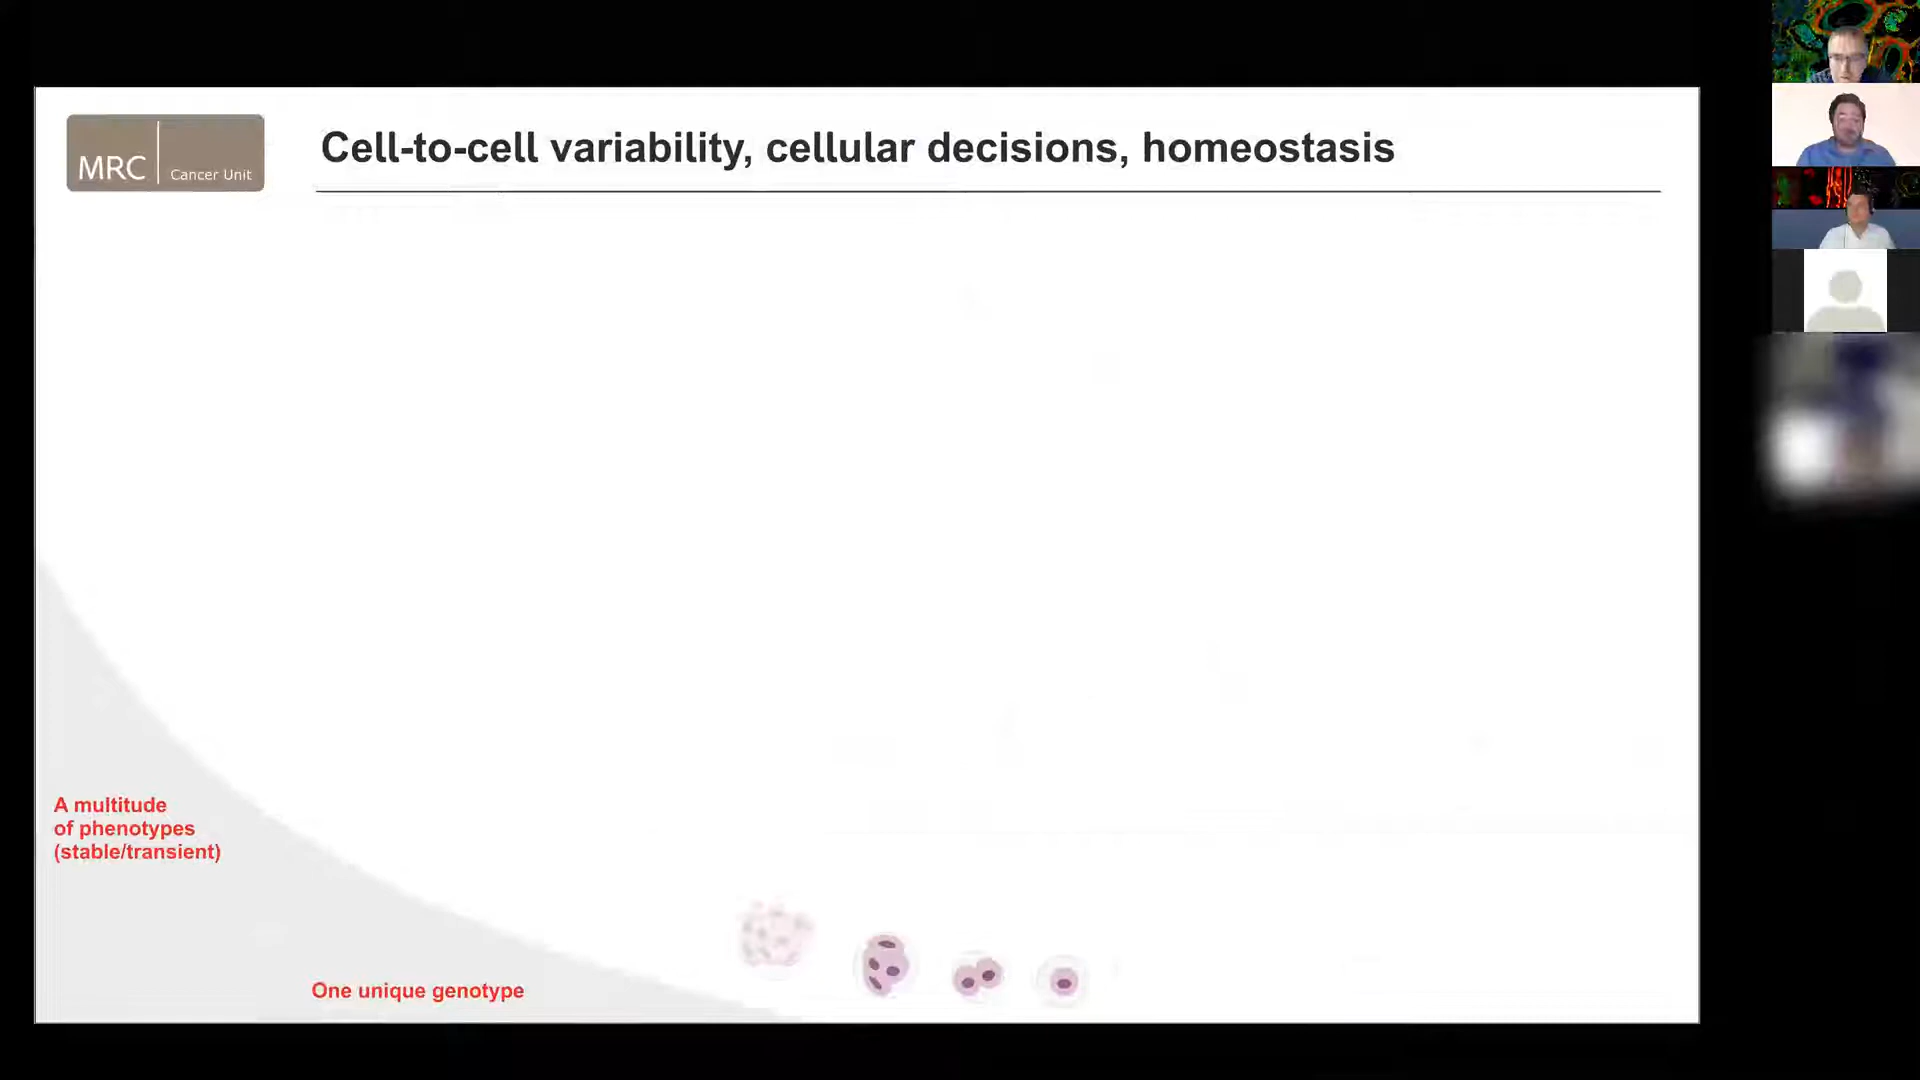 MRC Cancer Unit
Cell-to-cell variability, cellular decisions, homeostasis
A multitude
of phenotypes
(stable/transient)
One unique genotype